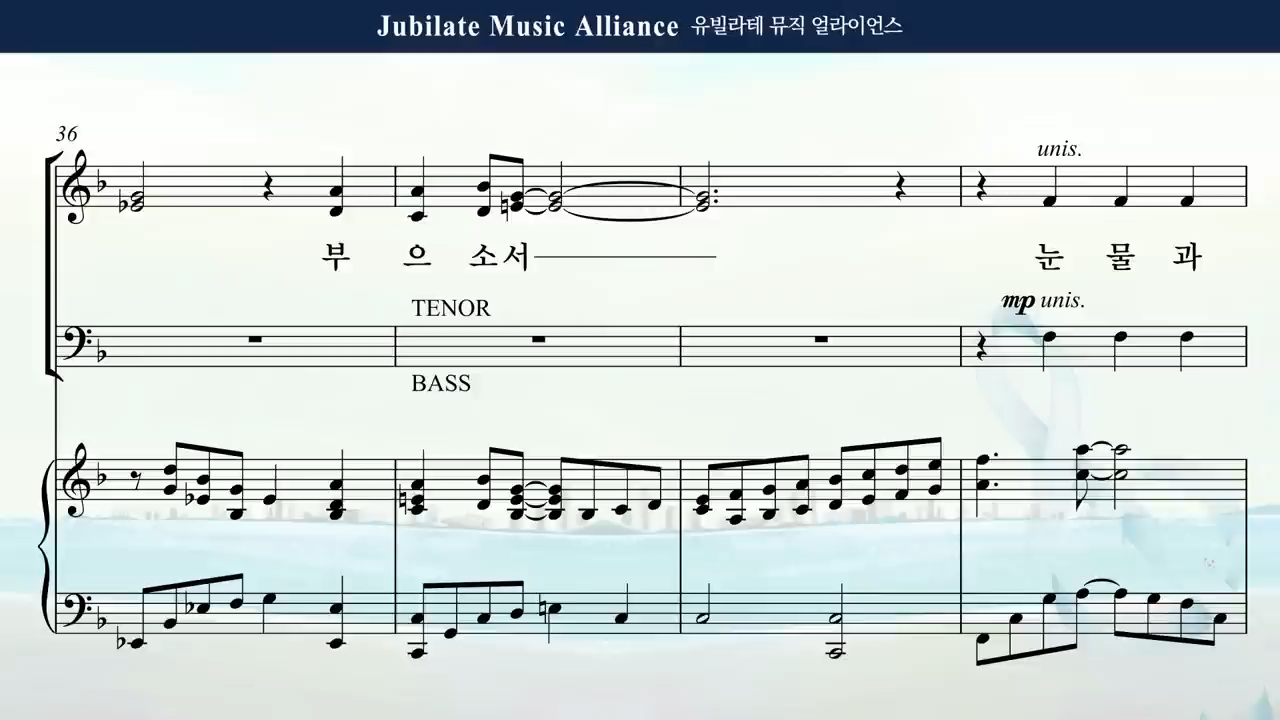 Jubilate Music Alliance 유빌라테 뮤직 얼라이언스
36
unis.
부 으 소 서 눈 물 과
TENOR
mp unis.
BASS